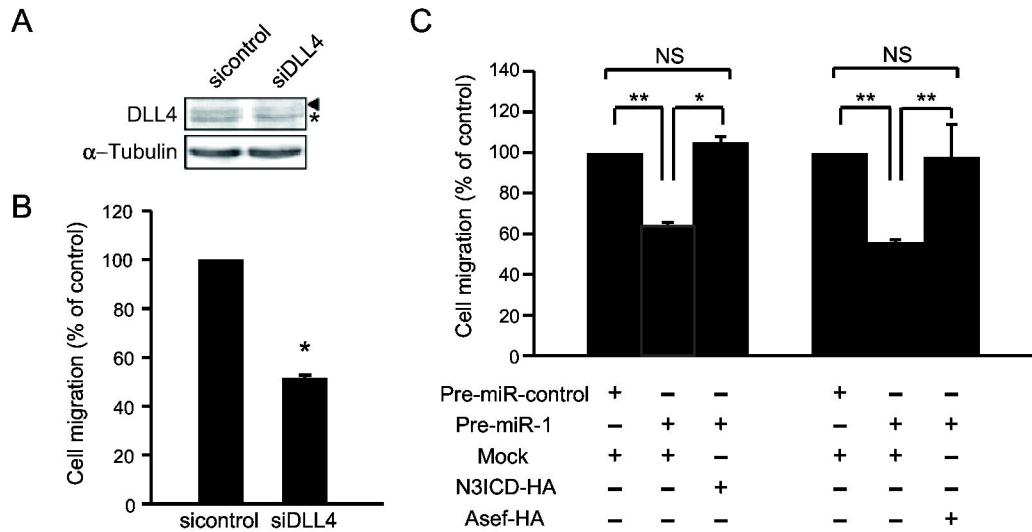 A
sicontrol
siDLL4
DLL4
*
α–Tubulin
B
Cell migration (% of control)
120
100
80
60
40
20
0
*
sicontrol siDLL4
C
Cell migration (% of control)
140
120
100
80
60
40
20
0
NS
** *
NS
** **
Pre-miR-control + – – + – –
Pre-miR-1 – + + – + +
Mock + + – + + –
N3ICD-HA – – + – – –
Asef-HA – – – – – +